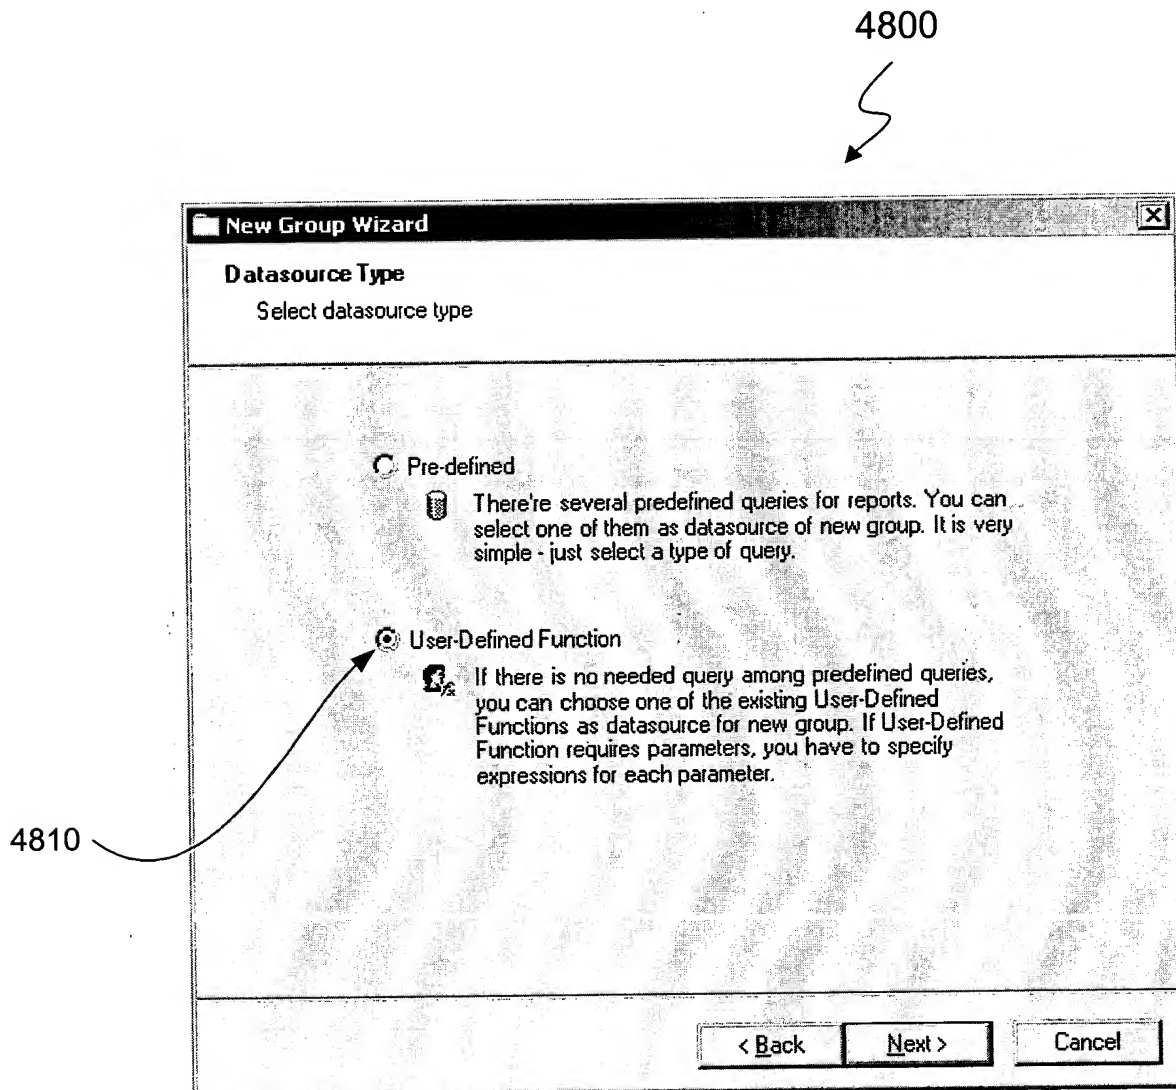 4800
New Group Wizard
Datasource Type
Select datasource type
Pre-defined
There're several predefined queries for reports. You can
select one of them as datasource of new group. It is very
simple - just select a type of query.
User-Defined Function
If there is no needed query among predefined queries,
you can choose one of the existing User-Defined
Functions as datasource for new group. If User-Defined
Function requires parameters, you have to specify
expressions for each parameter.
4810
< Back
Next >
Cancel